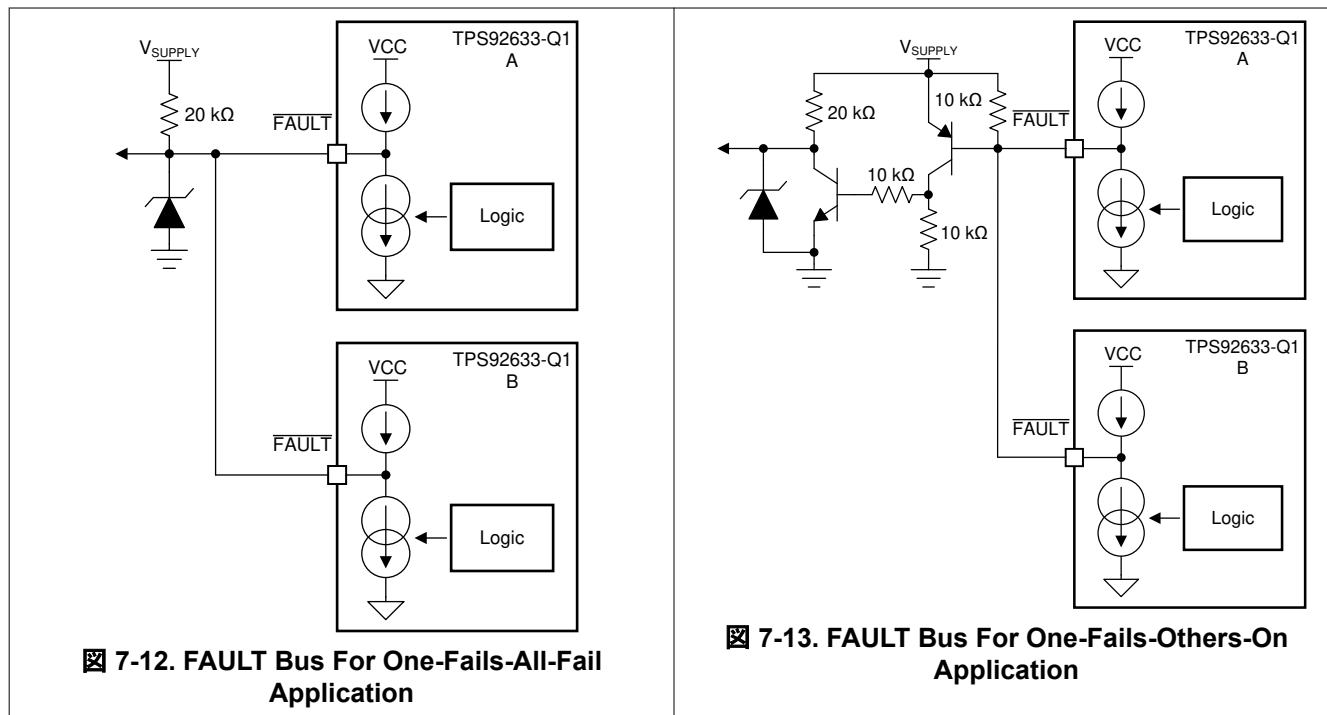 V_SUPPLY
20 kΩ
FAULT
VCC
TPS92633-Q1
A
Logic
FAULT
VCC
TPS92633-Q1
B
Logic
図 7-12. FAULT Bus For One-Fails-All-Fail
Application
V_SUPPLY
20 kΩ
10 kΩ
10 kΩ
10 kΩ
FAULT
VCC
TPS92633-Q1
A
Logic
FAULT
VCC
TPS92633-Q1
B
Logic
図 7-13. FAULT Bus For One-Fails-Others-On
Application